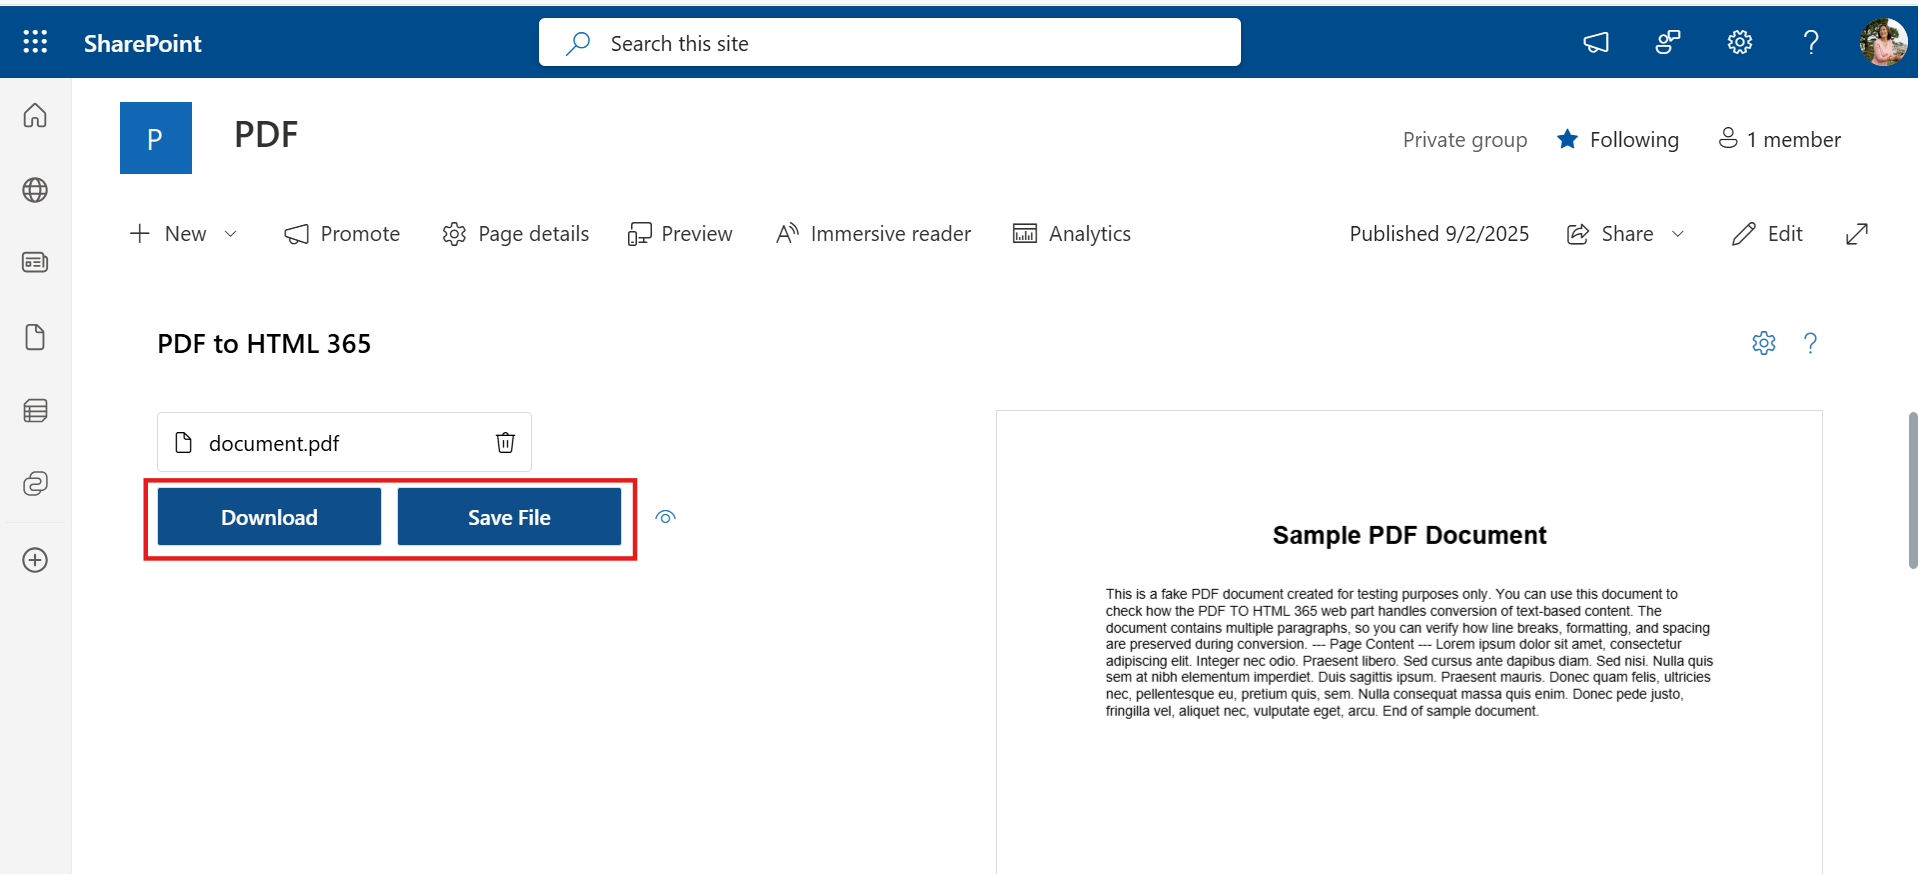 SharePoint
Search this site
P
PDF
Private group
Following
1 member
New
Promote
Page details
Preview
Immersive reader
Analytics
Published 9/2/2025
Share
Edit
PDF to HTML 365
?
document.pdf
Download
Save File
Sample PDF Document
This is a fake PDF document created for testing purposes only. You can use this document to
check how the PDF TO HTML 365 web part handles conversion of text-based content. The
document contains multiple paragraphs, so you can verify how line breaks, formatting, and spacing
are preserved during conversion. --- Page Content --- Lorem ipsum dolor sit amet, consectetur
adipiscing elit. Integer nec odio. Praesent libero. Sed cursus ante dapibus diam. Sed nisi. Nulla quis
sem at nibh elementum imperdiet. Duis sagittis ipsum. Praesent mauris. Donec quam felis, ultricies
nec, pellentesque eu, pretium quis, sem. Nulla consequat massa quis enim. Donec pede justo,
fringilla vel, aliquet nec, vulputate eget, arcu. End of sample document.